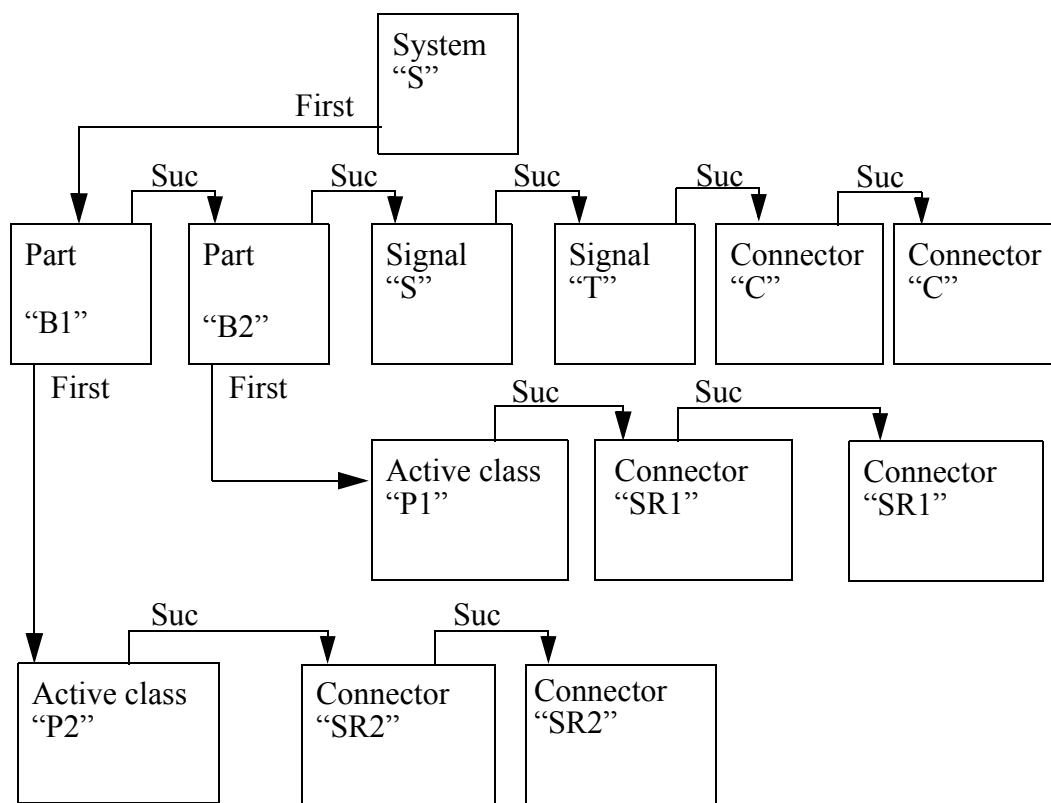 System
“S”
First
Suc
Suc
Suc
Suc
Suc
Part
“B1”
Part
“B2”
Signal
“S”
Signal
“T”
Connector
“C”
Connector
“C”
First
First
Suc
Suc
Active class
“P1”
Connector
“SR1”
Connector
“SR1”
Suc
Suc
Active class
“P2”
Connector
“SR2”
Connector
“SR2”